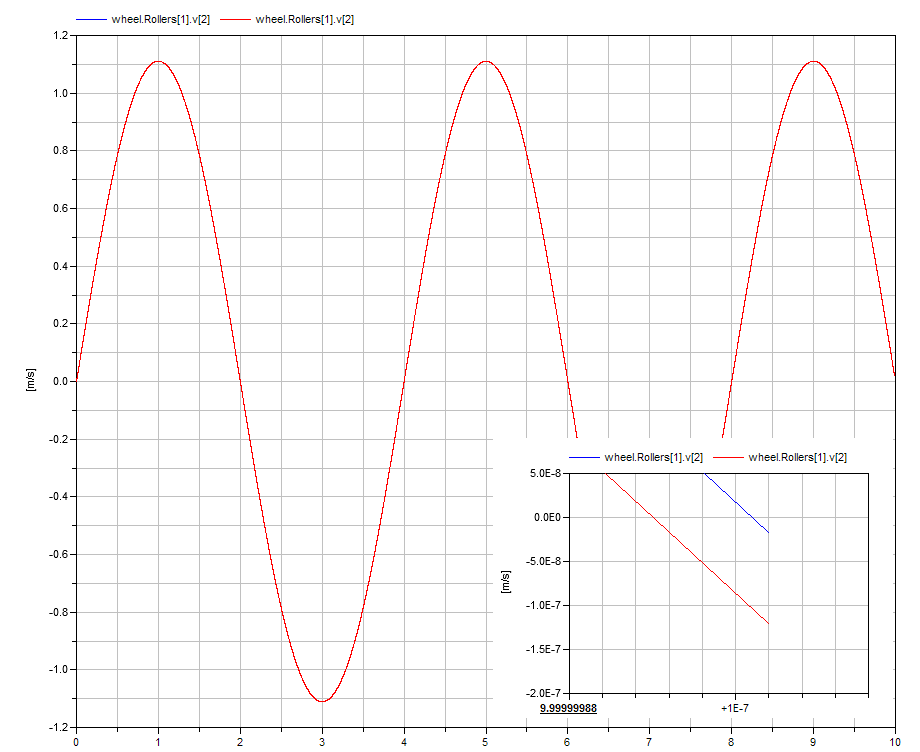 wheel.Rollers[1].v[2] wheel.Rollers[1].v[2]
1.2
1.0
0.8
0.6
0.4
0.2
0.0
[m/s]
-0.2
-0.4
-0.6
-0.8
-1.0
-1.2
0 1 2 3 4 5 6 7 8 9 10
wheel.Rollers[1].v[2] wheel.Rollers[1].v[2]
5.0E-8
0.0E0
-5.0E-8
[m/s]
-1.0E-7
-1.5E-7
-2.0E-7
9.99999988 +1E-7